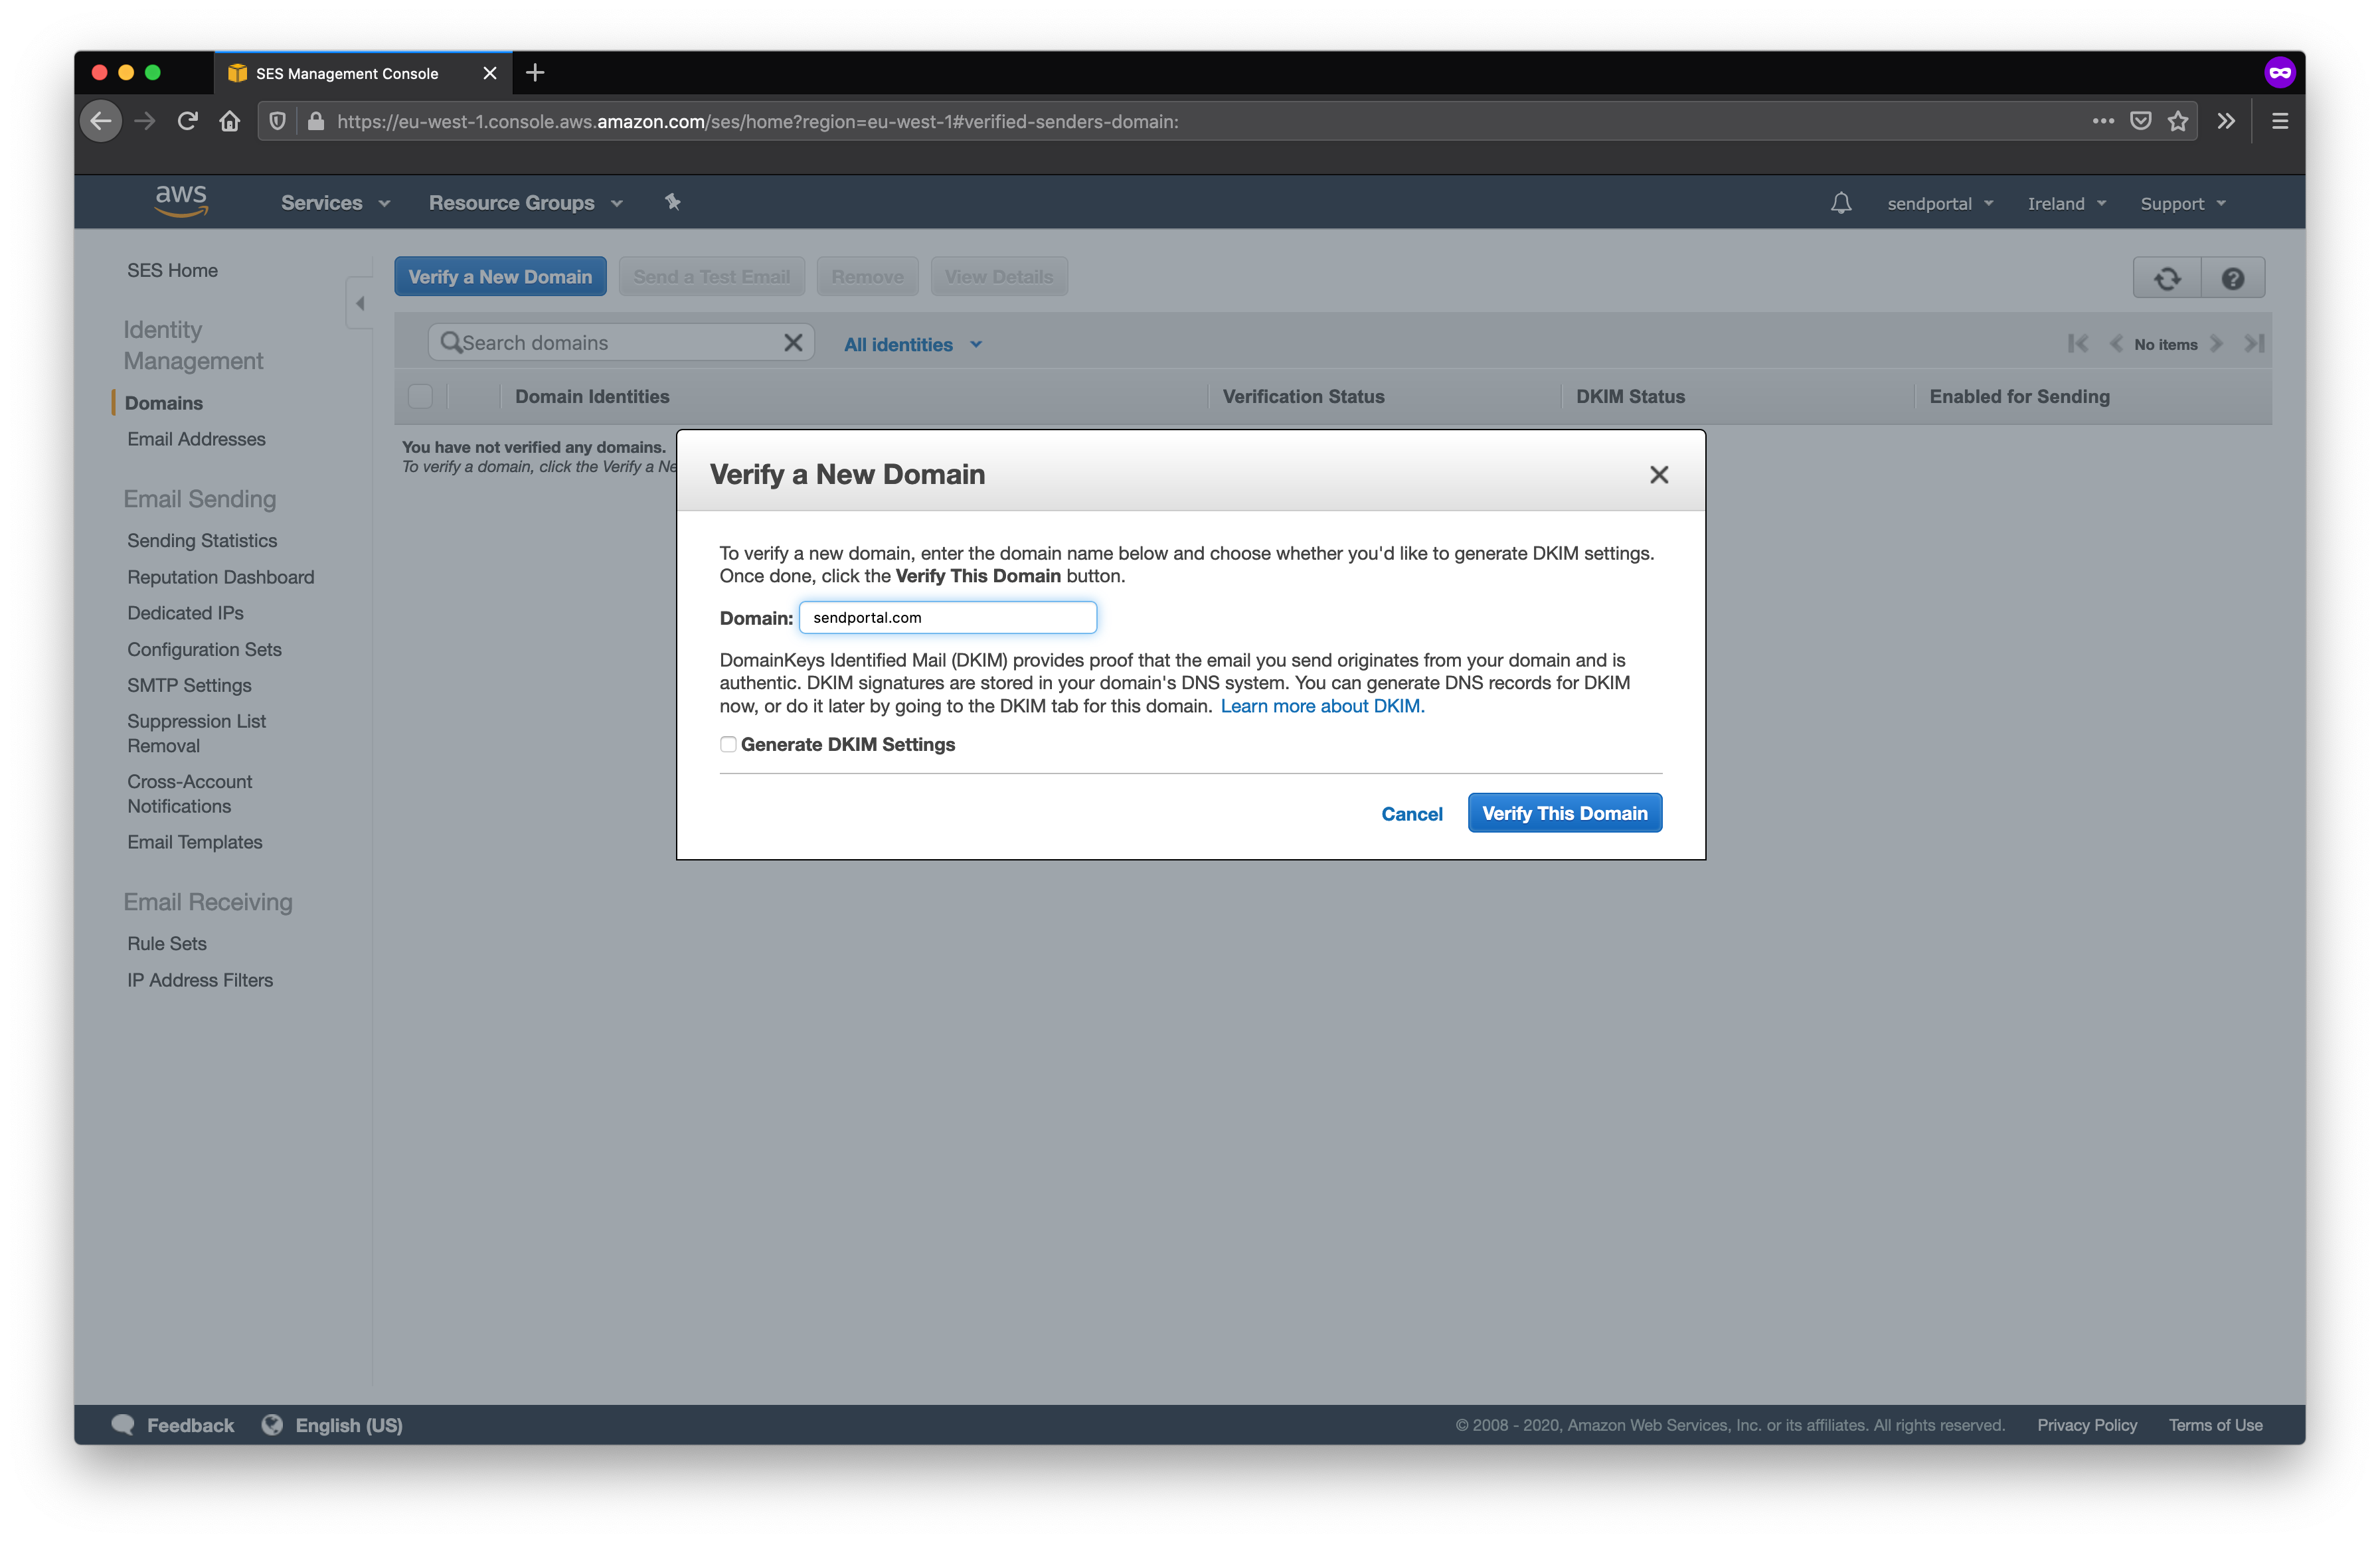 SES Management Console
https://eu-west-1.console.aws.amazon.com/ses/home?region=eu-west-1#verified-senders-domain:
aws
Services
Resource Groups
sendportal
Ireland
Support
SES Home
Identity
Management
Domains
Email Addresses
Email Sending
Sending Statistics
Reputation Dashboard
Dedicated IPs
Configuration Sets
SMTP Settings
Suppression List
Removal
Cross-Account
Notifications
Email Templates
Email Receiving
Rule Sets
IP Address Filters
Verify a New Domain
Send a Test Email
Remove
View Details
Search domains
All identities
No items
Domain Identities
Verification Status
DKIM Status
Enabled for Sending
You have not verified any domains.
To verify a domain, click the Verify a Ne
Verify a New Domain
To verify a new domain, enter the domain name below and choose whether you'd like to generate DKIM settings.
Once done, click the Verify This Domain button.
Domain: sendportal.com
DomainKeys Identified Mail (DKIM) provides proof that the email you send originates from your domain and is
authentic. DKIM signatures are stored in your domain's DNS system. You can generate DNS records for DKIM
now, or do it later by going to the DKIM tab for this domain. Learn more about DKIM.
Generate DKIM Settings
Cancel
Verify This Domain
Feedback
English (US)
© 2008 - 2020, Amazon Web Services, Inc. or its affiliates. All rights reserved.
Privacy Policy
Terms of Use